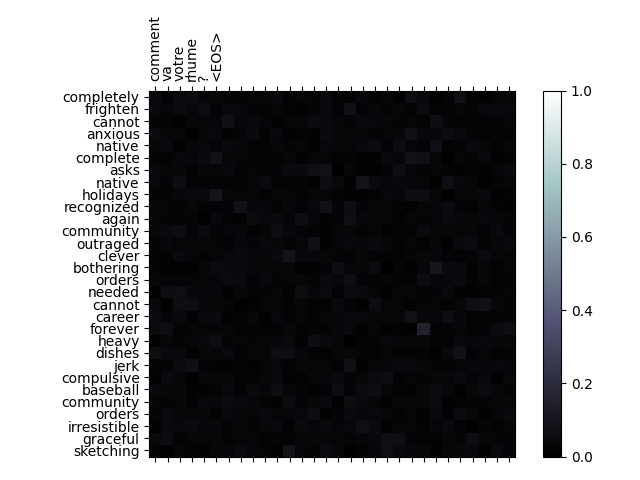 comment
va
votre
rhume
?
<EOS>
completely
frighten
cannot
anxious
native
complete
asks
native
holidays
recognized
again
community
outraged
clever
bothering
orders
needed
cannot
career
forever
heavy
dishes
jerk
compulsive
baseball
community
orders
irresistible
graceful
sketching
1.0
0.8
0.6
0.4
0.2
0.0